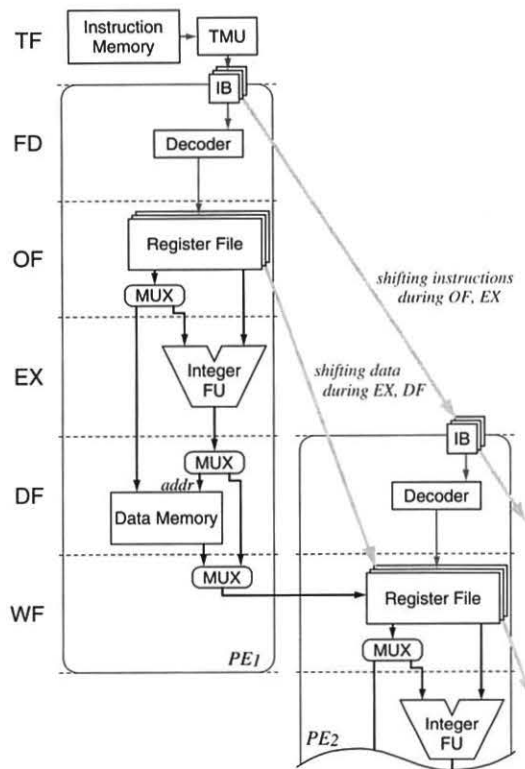 TF
Instruction
Memory
TMU
IB
FD
Decoder
OF
Register File
MUX
shifting instructions
during OF, EX
EX
Integer
FU
shifting data
during EX, DF
IB
MUX
addr
DF
Data Memory
Decoder
MUX
WF
Register File
PE1
MUX
Integer
FU
PE2